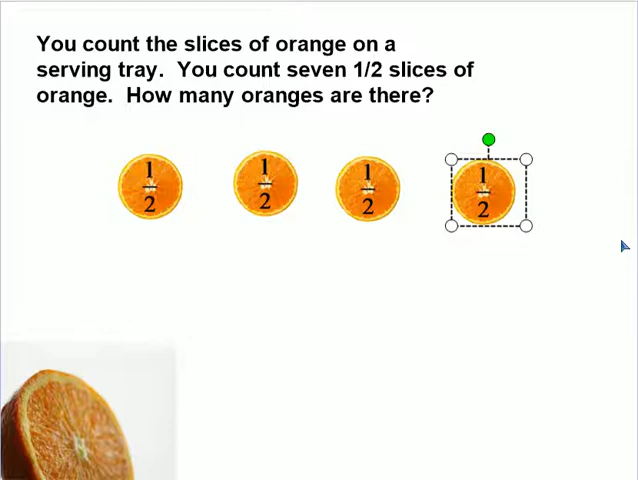 You count the slices of orange on a
serving tray.  You count seven 1/2 slices of
orange.  How many oranges are there?
1/2 1/2 1/2 1/2